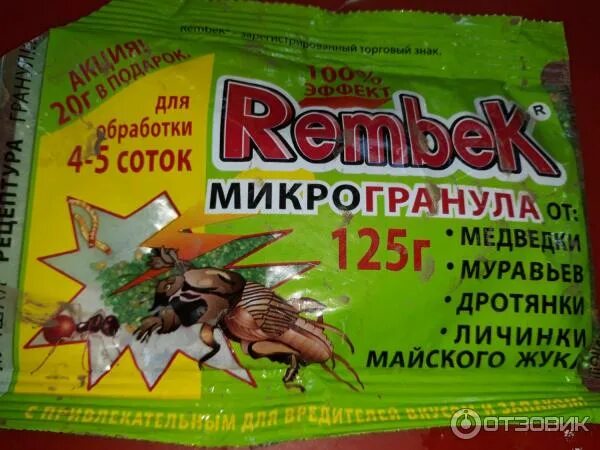 Rembek® - зарегистрированный торговый знак.
АКЦИЯ!
20г В ПОДАРОК
для
обработки
4-5 соток
100%
ЭФФЕКТ
Rembek®
МИКРОГРАНУЛА от:
125г
• МЕДВЕДКИ
• МУРАВЬЕВ
• ДРОТЯНКИ
• ЛИЧИНКИ
МАЙСКОГО ЖУКА
РЕЦЕПТУРА ГРАНУЛ
С ПРИВЛЕКАТЕЛЬНЫМ ДЛЯ ВРЕДИТЕЛЕЙ ВКУСОМ И ЗАПАХОМ
ОТЗОВИК